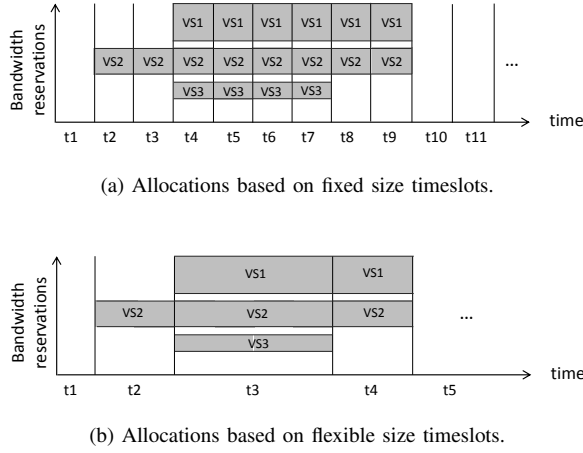 VS1 VS1 VS1 VS1 VS1 VS1
VS2 VS2 VS2 VS2 VS2 VS2 VS2 VS2
VS3 VS3 VS3 VS3
...
Bandwidth
reservations
time
t1 t2 t3 t4 t5 t6 t7 t8 t9 t10 t11
(a) Allocations based on fixed size timeslots.
VS1 VS1
VS2 VS2 VS2
VS3
...
Bandwidth
reservations
time
t1 t2 t3 t4 t5
(b) Allocations based on flexible size timeslots.